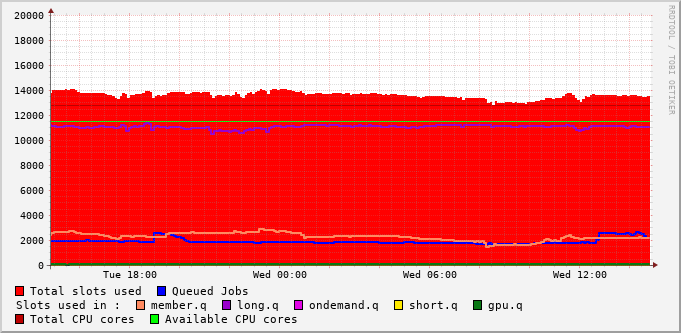 20000
18000
16000
14000
12000
10000
8000
6000
4000
2000
0
Tue 18:00 Wed 00:00 Wed 06:00 Wed 12:00
RRDTOOL / TOBI OETIKER
Total slots used Queued Jobs
Slots used in : member.q long.q ondemand.q short.q gpu.q
Total CPU cores Available CPU cores